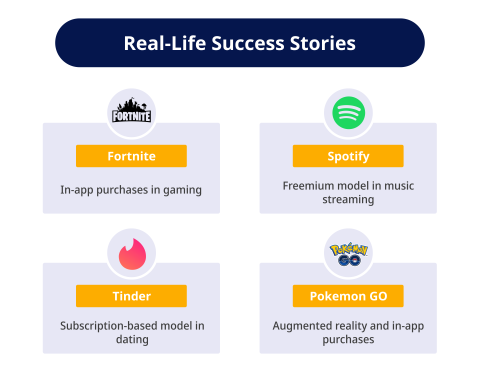 Real-Life Success Stories
FORTNITE
Fortnite
In-app purchases in gaming
Spotify
Freemium model in music
streaming
Tinder
Subscription-based model in
dating
Pokémon
GO
Pokemon GO
Augmented reality and in-app
purchases